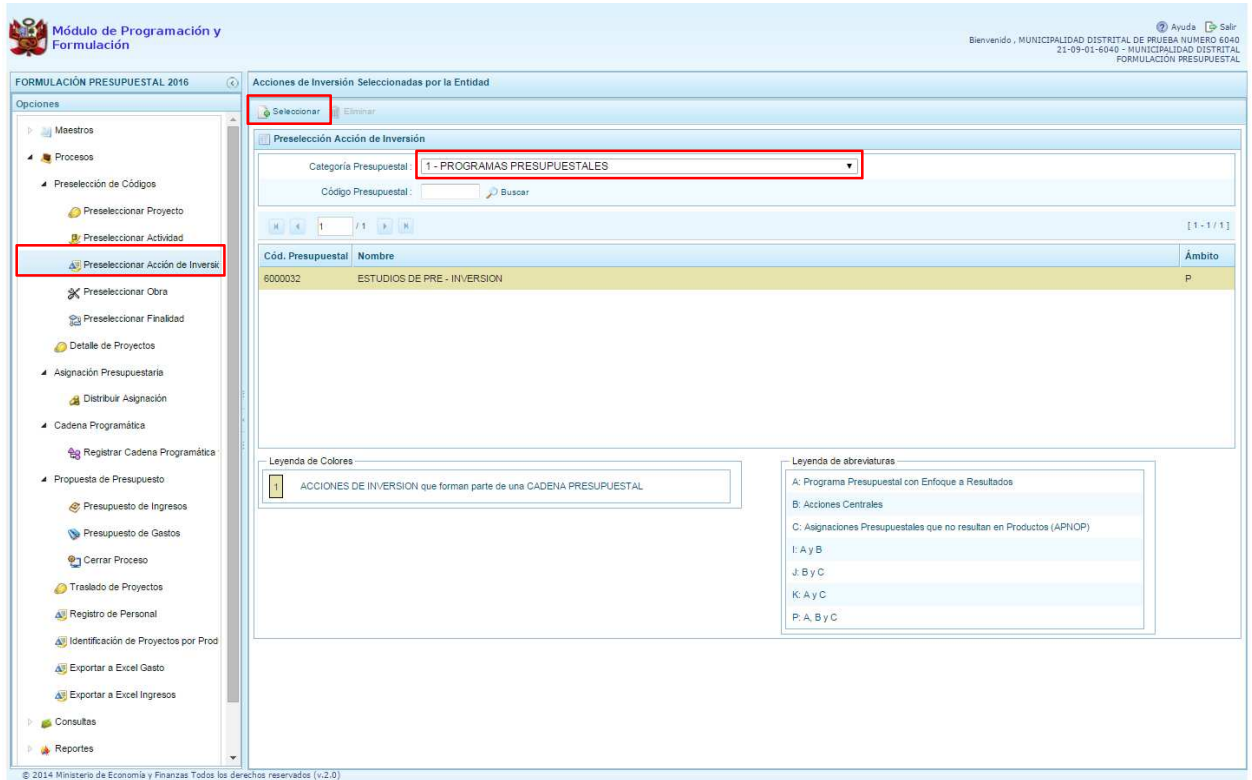 Módulo de Programación y
Formulación
Ayuda Salir
Bienvenido , MUNICIPALIDAD DISTRITAL DE PRUEBA NUMERO 6040
21-09-01-6040 - MUNICIPALIDAD DISTRITAL
FORMULACIÓN PRESUPUESTAL
FORMULACIÓN PRESUPUESTAL 2016
Opciones
Maestros
Procesos
Preselección de Códigos
Preseleccionar Proyecto
Preseleccionar Actividad
Preseleccionar Acción de Inversić
Preseleccionar Obra
Preseleccionar Finalidad
Detalle de Proyectos
Asignación Presupuestaria
Distribuir Asignación
Cadena Programática
Registrar Cadena Programática
Propuesta de Presupuesto
Presupuesto de Ingresos
Presupuesto de Gastos
Cerrar Proceso
Traslado de Proyectos
Registro de Personal
Identificación de Proyectos por Prod
Exportar a Excel Gasto
Exportar a Excel Ingresos
Consultas
Reportes
Acciones de Inversión Seleccionadas por la Entidad
Seleccionar Eliminar
Preselección Acción de Inversión
Categoría Presupuestal : 1 - PROGRAMAS PRESUPUESTALES
Código Presupuestal : Buscar
1 / 1 [ 1 - 1 / 1 ]
Cód. Presupuestal Nombre Ámbito
6000032 ESTUDIOS DE PRE - INVERSION P
Leyenda de Colores
1 ACCIONES DE INVERSION que forman parte de una CADENA PRESUPUESTAL
Leyenda de abreviaturas
A: Programa Presupuestal con Enfoque a Resultados
B: Acciones Centrales
C: Asignaciones Presupuestales que no resultan en Productos (APNOP)
I: A y B
J: B y C
K: A y C
P: A, B y C
© 2014 Ministerio de Economía y Finanzas Todos los derechos reservados (v.2.0)